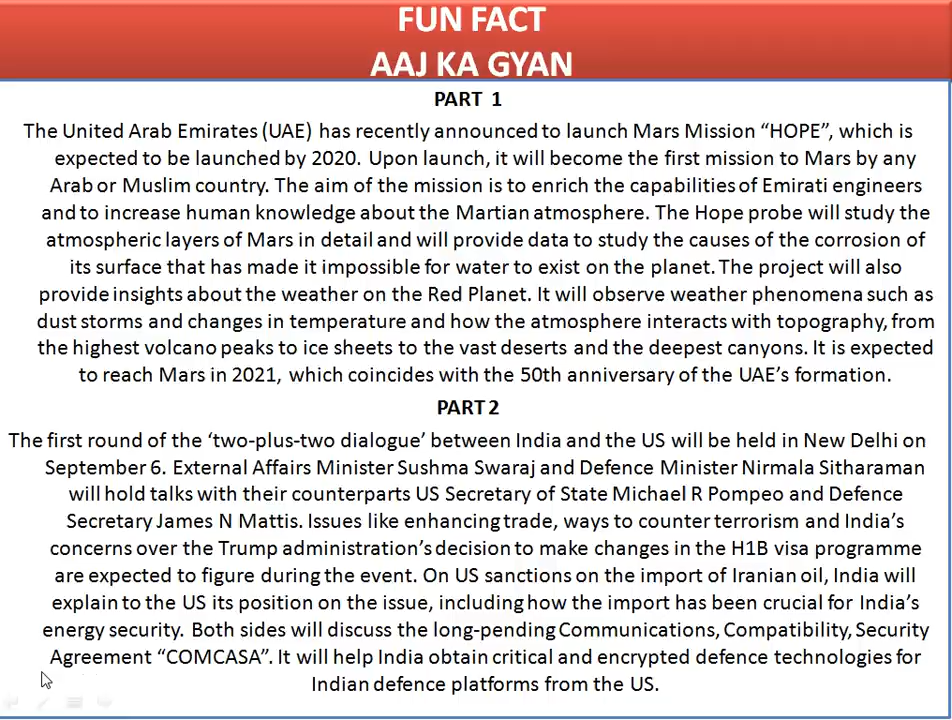 FUN FACT
AAJ KA GYAN
PART 1
The United Arab Emirates (UAE) has recently announced to launch Mars Mission “HOPE”, which is
expected to be launched by 2020. Upon launch, it will become the first mission to Mars by any
Arab or Muslim country. The aim of the mission is to enrich the capabilities of Emirati engineers
and to increase human knowledge about the Martian atmosphere. The Hope probe will study the
atmospheric layers of Mars in detail and will provide data to study the causes of the corrosion of
its surface that has made it impossible for water to exist on the planet. The project will also
provide insights about the weather on the Red Planet. It will observe weather phenomena such as
dust storms and changes in temperature and how the atmosphere interacts with topography, from
the highest volcano peaks to ice sheets to the vast deserts and the deepest canyons. It is expected
to reach Mars in 2021, which coincides with the 50th anniversary of the UAE’s formation.
PART 2
The first round of the ‘two-plus-two dialogue’ between India and the US will be held in New Delhi on
September 6. External Affairs Minister Sushma Swaraj and Defence Minister Nirmala Sitharaman
will hold talks with their counterparts US Secretary of State Michael R Pompeo and Defence
Secretary James N Mattis. Issues like enhancing trade, ways to counter terrorism and India’s
concerns over the Trump administration’s decision to make changes in the H1B visa programme
are expected to figure during the event. On US sanctions on the import of Iranian oil, India will
explain to the US its position on the issue, including how the import has been crucial for India’s
energy security. Both sides will discuss the long-pending Communications, Compatibility, Security
Agreement “COMCASA”. It will help India obtain critical and encrypted defence technologies for
Indian defence platforms from the US.